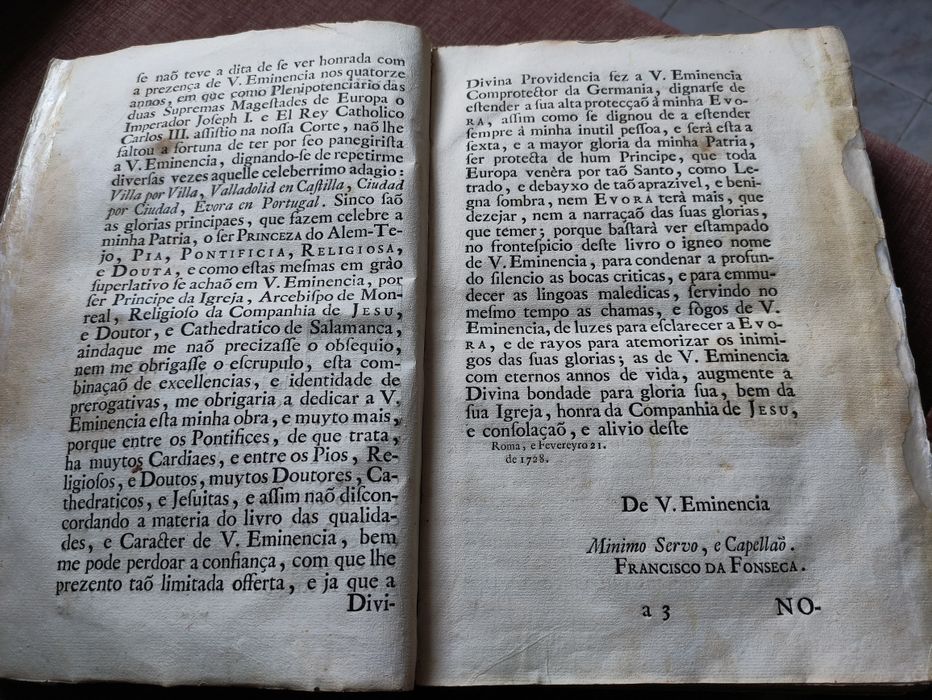 se naõ teve a dita de se ver honrada com
a prezença de V. Eminencia nos quatorze
annos, em que como Plenipotenciário das
duas Supremas Magestades de Europa o
Imperador Joseph I. e El Rey Catholico
Carlos III. assistio na nossa Corte, naõ lhe
faltou a fortuna de ter por seo panegirista
a V. Eminencia, dignando-se de repetirme
diversas vezes aquelle celeberrimo adagio:
Villa por Villa, Valladolid en Castilla, Ciudad
por Ciudad, Evora en Portugal. Sinco saõ
as glorias principaes, que fazem celebre a
minha Patria, o ser PRINCEZA do Alem-Te-
jo, PIA, PONTIFICIA, RELIGIOSA,
e DOUTA, e como estas mesmas em gráo
superlativo se achaõ em V. Eminencia, por
ser Principe da Igreja, Arcebispo de Mon-
real, Religioso da Companhia de JESU,
e Doutor, e Cathedratico de Salamanca,
aindaque me naõ precizasse o obsequio,
nem me obrigasse o escrupulo, esta com-
binaçaõ de excellencias, e identidade de
prerogativas, me obrigaria a dedicar a V.
Eminencia esta minha obra, e muyto mais,
porque entre os Pontifices, de que trata,
ha muytos Cardiaes, e entre os Pios, Re-
ligiosos, e Doutos, muytos Doutores, Ca-
thedraticos, e Jesuitas, e assim naõ discon-
cordando a materia do livro das qualida-
des, e Caracter de V. Eminencia, bem
me pode perdoar a confiança, com que lhe
prezento taõ limitada offerta, e ja que a
Divi-
Divina Providencia fez a V. Eminencia
Comprotector da Germania, dignarse de
estender a sua alta protecçaõ à minha EVO-
RA, assim como se dignou de a estender
sempre à minha inutil pessoa, e serà esta a
sexta, e a mayor gloria da minha Patria,
ser protecta de hum Principe, que toda
Europa venèra por taõ Santo, como Le-
trado, e debayxo de taõ aprazivel, e beni-
gna sombra, nem EVORA terà mais, que
dezejar, nem a narraçaõ das suas glorias,
que temer; porque bastarà ver estampado
no frontespicio deste livro o igneo nome
de V. Eminencia, para condenar a profun-
do silencio as bocas criticas, e para emmu-
decer as lingoas maledicas, servindo no
mesmo tempo as chamas, e fògos de V.
Eminencia, de luzes para esclarecer a EVO-
RA, e de rayos para atemorizar os inimi-
gos das suas glorias; as de V. Eminencia
com eternos annos de vida, augmente a
Divina bondade para gloria sua, bem da
sua Igreja, honra da Companhia de JESU,
e consolaçaõ, e alivio deste
Roma, e Fevereyro 21.
de 1728.
De V. Eminencia
Minimo Servo, e Capellaõ.
FRANCISCO DA FONSECA.
a 3
NO-